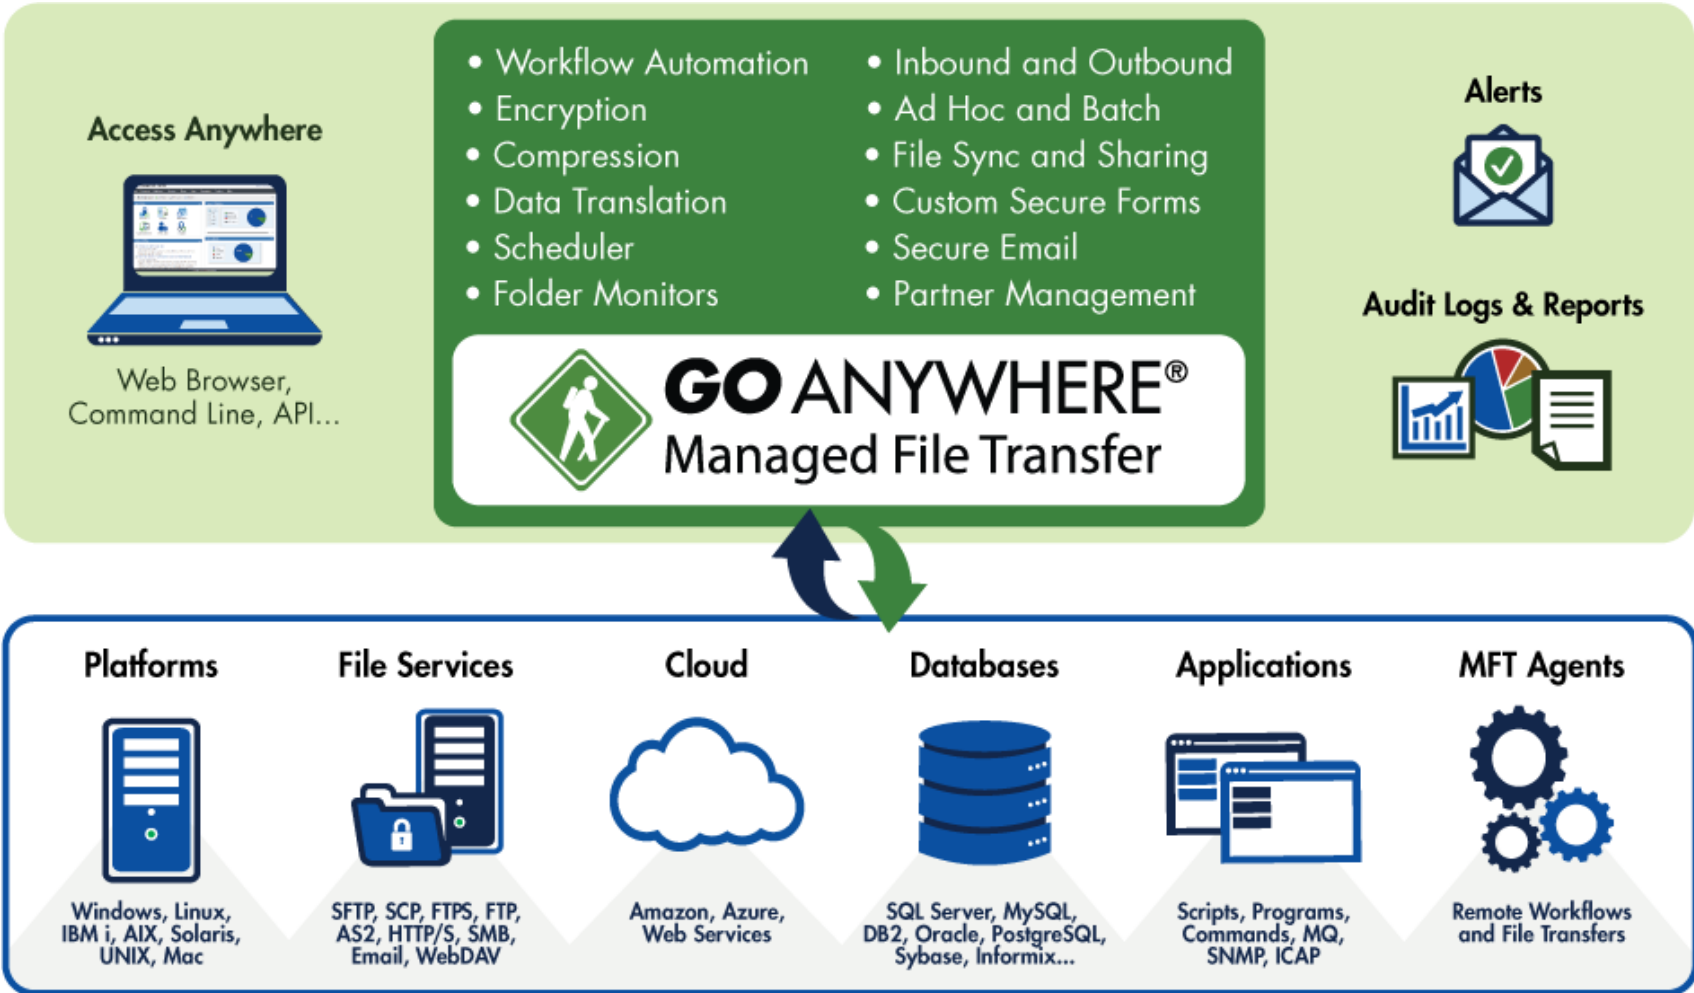 Access Anywhere
Web Browser,
Command Line, API...
• Workflow Automation
• Encryption
• Compression
• Data Translation
• Scheduler
• Folder Monitors
• Inbound and Outbound
• Ad Hoc and Batch
• File Sync and Sharing
• Custom Secure Forms
• Secure Email
• Partner Management
GO ANYWHERE®
Managed File Transfer
Alerts
Audit Logs & Reports
Platforms
Windows, Linux,
IBM i, AIX, Solaris,
UNIX, Mac
File Services
SFTP, SCP, FTPS, FTP,
AS2, HTTP/S, SMB,
Email, WebDAV
Cloud
Amazon, Azure,
Web Services
Databases
SQL Server, MySQL,
DB2, Oracle, PostgreSQL,
Sybase, Informix...
Applications
Scripts, Programs,
Commands, MQ,
SNMP, ICAP
MFT Agents
Remote Workflows
and File Transfers